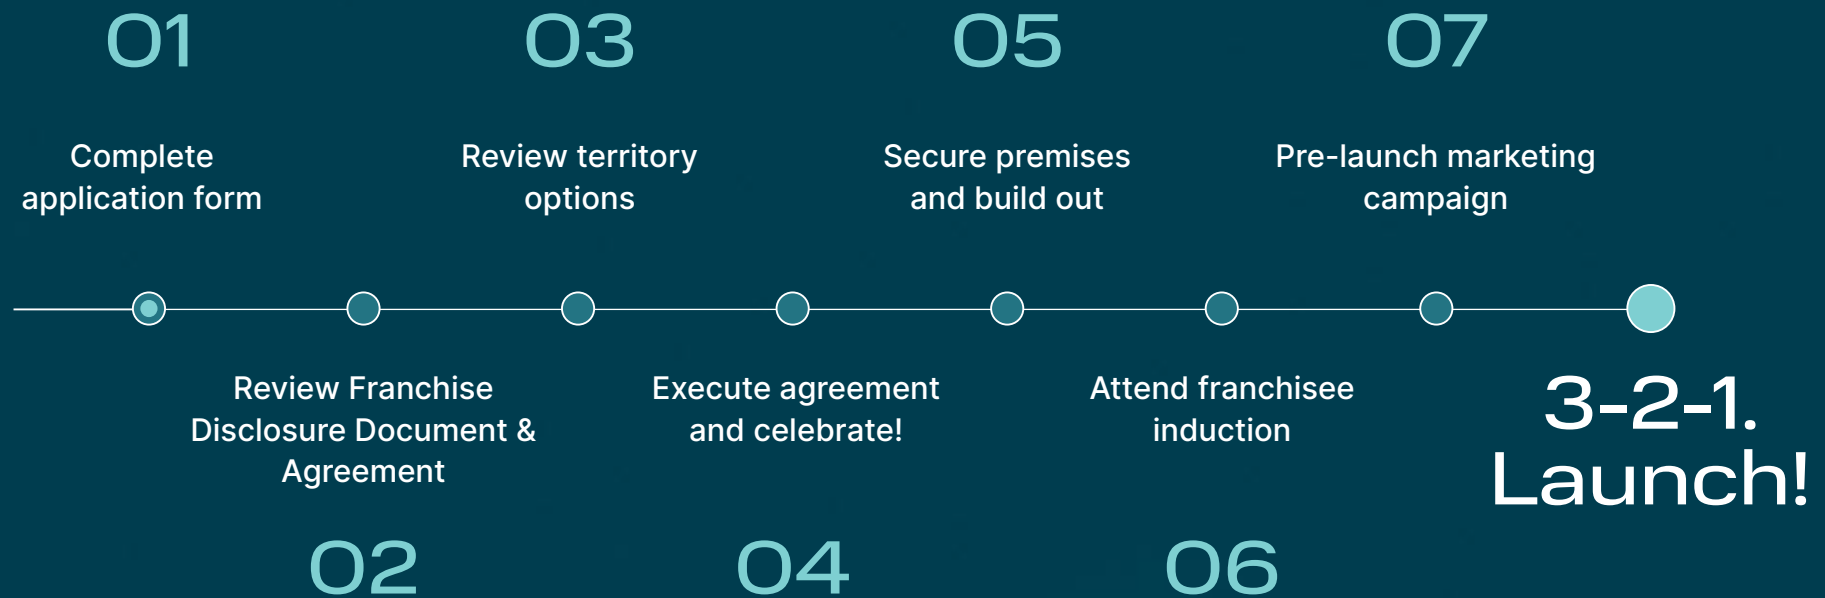 01
Complete
application form
02
Review Franchise
Disclosure Document &
Agreement
03
Review territory
options
04
Execute agreement
and celebrate!
05
Secure premises
and build out
06
Attend franchisee
induction
07
Pre-launch marketing
campaign
3-2-1.
Launch!